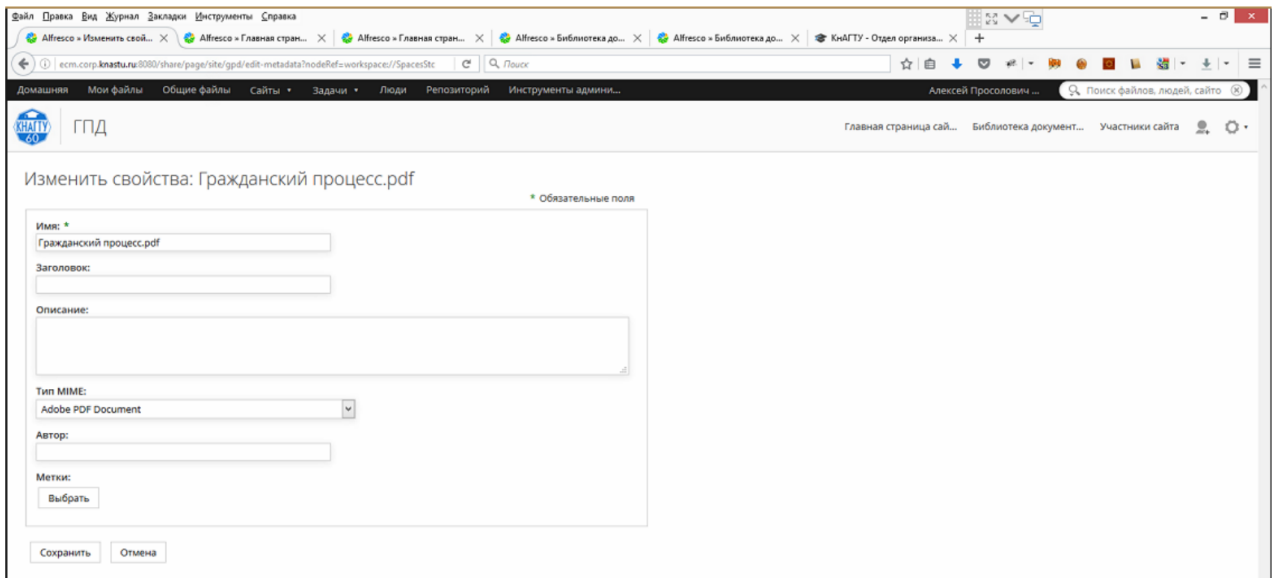 Файл Правка Вид Журнал Закладки Инструменты Справка
Alfresco » Изменить свой... Alfresco » Главная стран... Alfresco » Главная стран... Alfresco » Библиотека до... Alfresco » Библиотека до... КнАГТУ - Отдел организа...
ecm.corp.knastu.ru:8080/share/page/site/gpd/edit-metadata?nodeRef=workspace://SpacesStc Поиск
Домашняя Мои файлы Общие файлы Сайты Задачи Люди Репозиторий Инструменты админи... Алексей Просолович ... Поиск файлов, людей, сайто
КНАГТУ
60
ГПД Главная страница сай... Библиотека документ... Участники сайта
Изменить свойства: Гражданский процесс.pdf
* Обязательные поля
Имя: *
Гражданский процесс.pdf
Заголовок:
Описание:
Тип MIME:
Adobe PDF Document
Автор:
Метки:
Выбрать
Сохранить Отмена